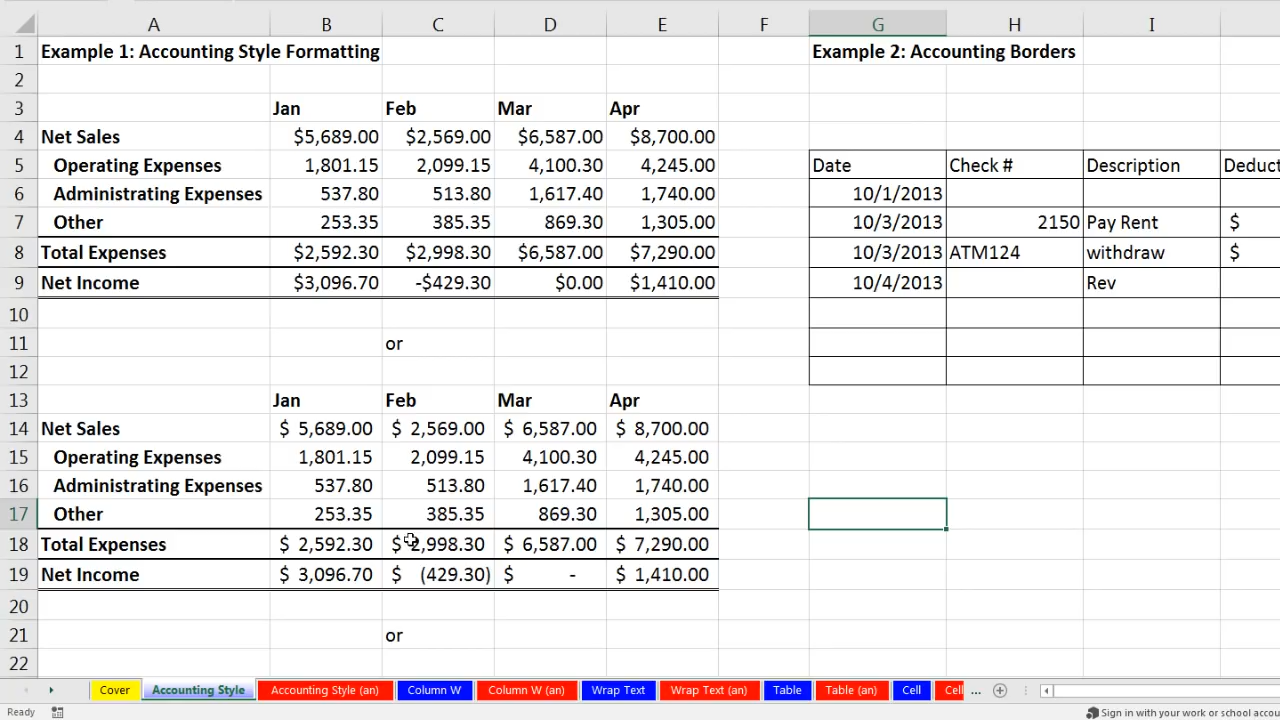 A B C D E F G H I
1 Example 1: Accounting Style Formatting Example 2: Accounting Borders
2
3 Jan Feb Mar Apr
4 Net Sales $5,689.00 $2,569.00 $6,587.00 $8,700.00
5 Operating Expenses 1,801.15 2,099.15 4,100.30 4,245.00 Date Check # Description Deduct
6 Administrating Expenses 537.80 513.80 1,617.40 1,740.00 10/1/2013
7 Other 253.35 385.35 869.30 1,305.00 10/3/2013 2150 Pay Rent $
8 Total Expenses $2,592.30 $2,998.30 $6,587.00 $7,290.00 10/3/2013 ATM124 withdraw $
9 Net Income $3,096.70 -$429.30 $0.00 $1,410.00 10/4/2013 Rev
10
11 or
12
13 Jan Feb Mar Apr
14 Net Sales $ 5,689.00 $ 2,569.00 $ 6,587.00 $ 8,700.00
15 Operating Expenses 1,801.15 2,099.15 4,100.30 4,245.00
16 Administrating Expenses 537.80 513.80 1,617.40 1,740.00
17 Other 253.35 385.35 869.30 1,305.00
18 Total Expenses $ 2,592.30 $ 2,998.30 $ 6,587.00 $ 7,290.00
19 Net Income $ 3,096.70 $ (429.30) $ - $ 1,410.00
20
21 or
22
Cover Accounting Style Accounting Style (an) Column W Column W (an) Wrap Text Wrap Text (an) Table Table (an) Cell Cell ...
Ready Sign in with your work or school accou